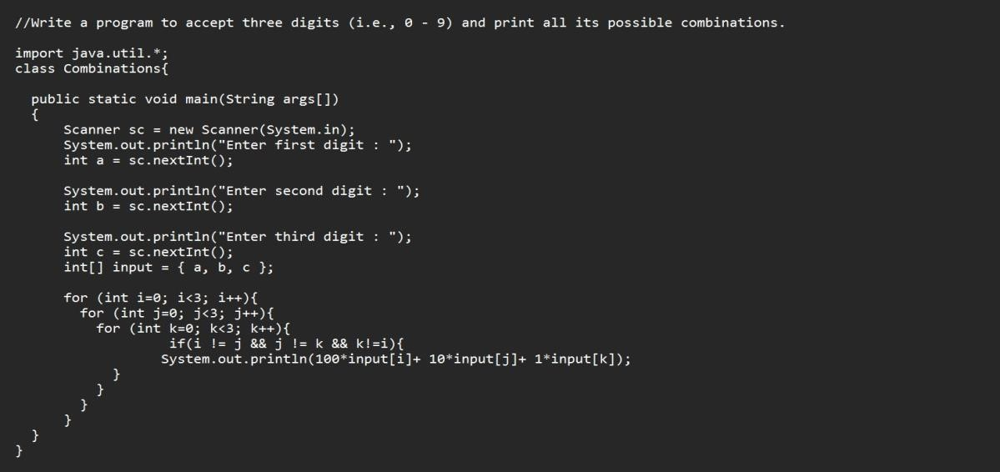 //Write a program to accept three digits (i.e., 0 - 9) and print all its possible combinations.
import java.util.*;
class Combinations{
public static void main(String args[])
{
Scanner sc = new Scanner(System.in);
System.out.println("Enter first digit : ");
int a = sc.nextInt();
System.out.println("Enter second digit : ");
int b = sc.nextInt();
System.out.println("Enter third digit : ");
int c = sc.nextInt();
int[] input = { a, b, c };
for (int i=0; i<3; i++){
for (int j=0; j<3; j++){
for (int k=0; k<3; k++){
if(i != j && j != k && k!=i){
System.out.println(100*input[i]+ 10*input[j]+ 1*input[k]);
}
}
}
}
}
}